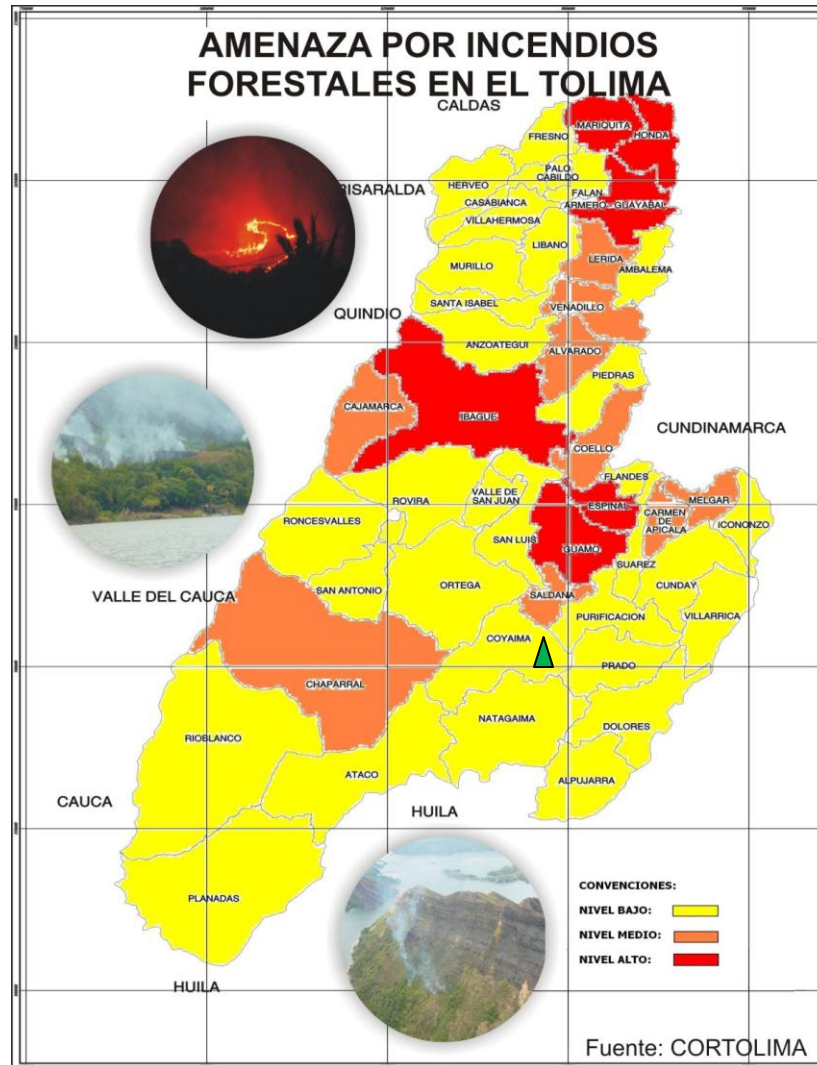 AMENAZA POR INCENDIOS
FORESTALES EN EL TOLIMA
CALDAS
MARIQUITA
HONDA
FRESNO
PALO
CABILDO
RISARALDA
HERVEO
FALAN
CASABIANCA
ARMERO - GUAYABAL
VILLAHERMOSA
LIBANO
LERIDA
MURILLO
AMBALEMA
SANTA ISABEL
VENADILLO
QUINDIO
ANZOATEGUI
ALVARADO
PIEDRAS
CAJAMARCA
IBAGUE
CUNDINAMARCA
COELLO
FLANDES
ROVIRA
VALLE DE
SAN JUAN
ESPINAL
MELGAR
CARMEN
DE
APICALA
RONCESVALLES
ICONONZO
SAN LUIS
GUAMO
SUAREZ
CUNDAY
SAN ANTONIO
ORTEGA
SALDANA
VALLE DEL CAUCA
PURIFICACION
VILLARRICA
COYAIMA
PRADO
CHAPARRAL
NATAGAIMA
DOLORES
RIOBLANCO
ATACO
ALPUJARRA
CAUCA
HUILA
PLANADAS
CONVENCIONES:
NIVEL BAJO:
NIVEL MEDIO:
NIVEL ALTO:
HUILA
Fuente: CORTOLIMA